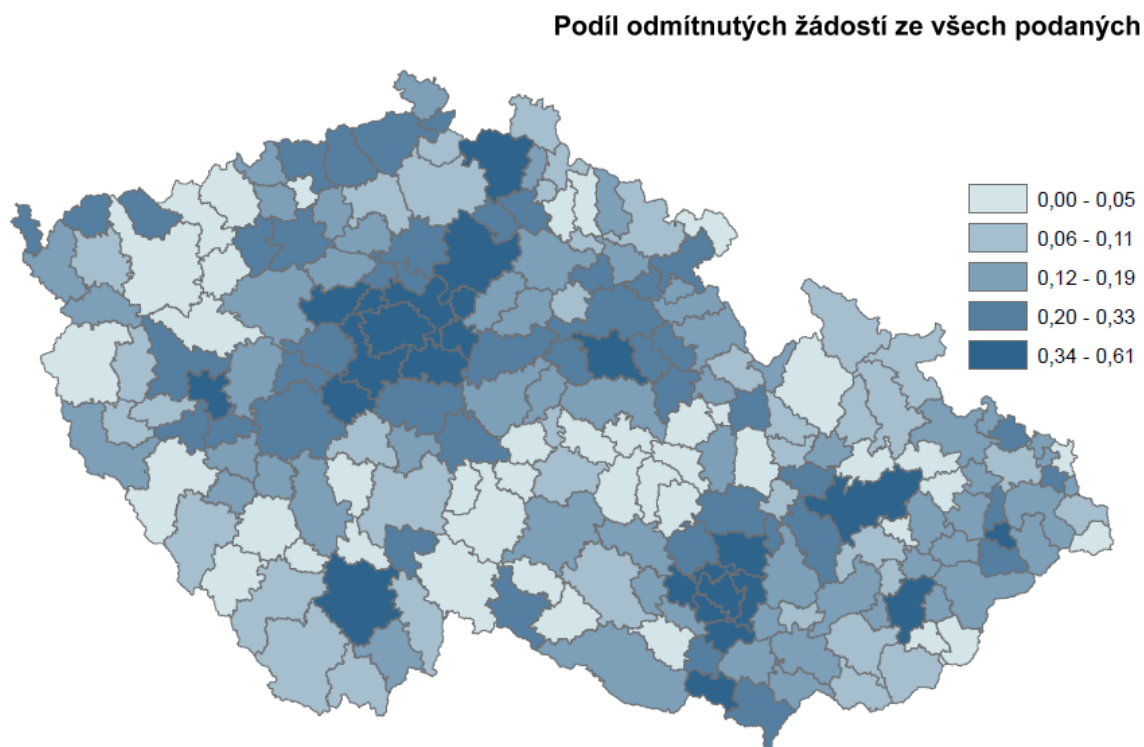 Podíl odmítnutých žádostí ze všech podaných
0,00 - 0,05
0,06 - 0,11
0,12 - 0,19
0,20 - 0,33
0,34 - 0,61